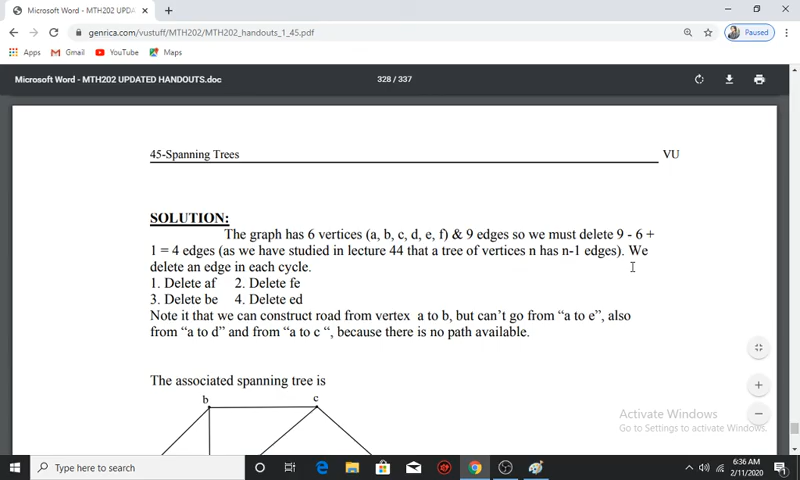 Microsoft Word - MTH202 UPDA
genrica.com/vustuff/MTH202/MTH202_handouts_1_45.pdf
Paused
Apps Gmail YouTube Maps
Microsoft Word - MTH202 UPDATED HANDOUTS.doc 328 / 337
45-Spanning Trees VU
SOLUTION:
The graph has 6 vertices (a, b, c, d, e, f) & 9 edges so we must delete 9 - 6 +
1 = 4 edges (as we have studied in lecture 44 that a tree of vertices n has n-1 edges). We
delete an edge in each cycle.
1. Delete af 2. Delete fe
3. Delete be 4. Delete ed
Note it that we can construct road from vertex a to b, but can't go from “a to e”, also
from “a to d” and from “a to c “, because there is no path available.
The associated spanning tree is
b c
Activate Windows
Go to Settings to activate Windows.
Type here to search
6:36 AM
2/11/2020